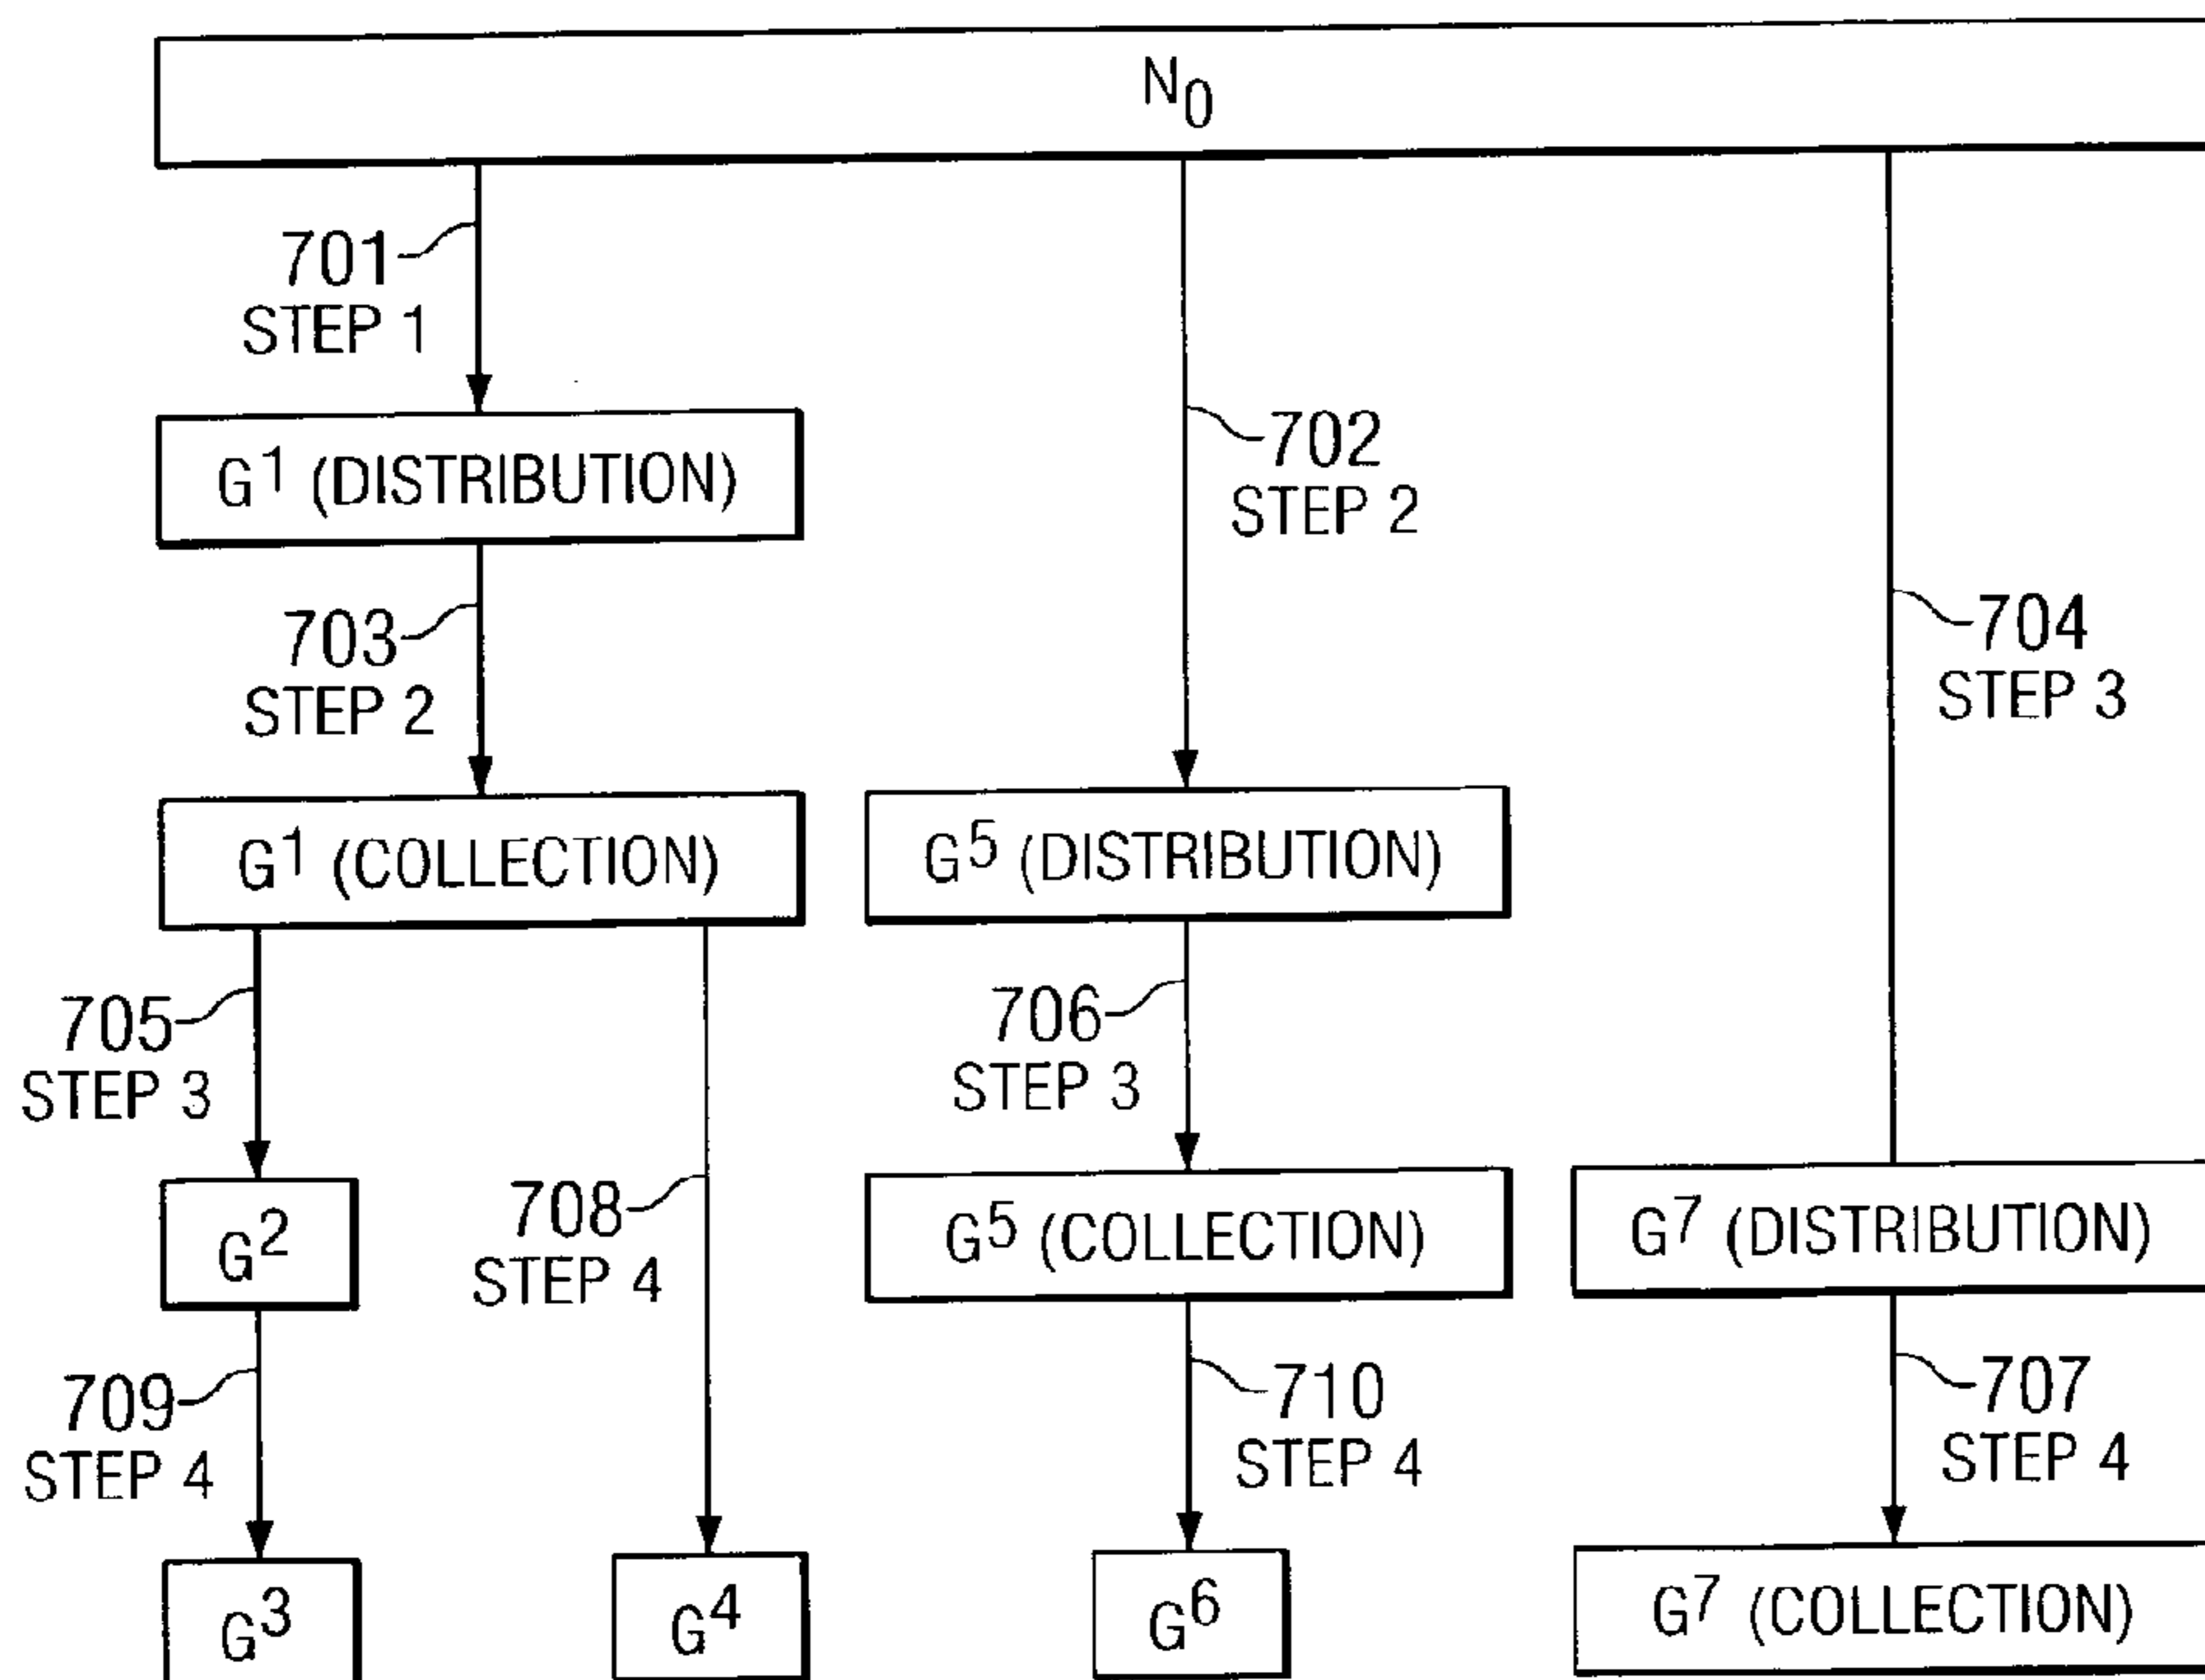 N0
701
STEP 1
G1 (DISTRIBUTION)
702
STEP 2
703
STEP 2
704
STEP 3
G1 (COLLECTION)
G5 (DISTRIBUTION)
705
STEP 3
706
STEP 3
G2
708
STEP 4
G5 (COLLECTION)
G7 (DISTRIBUTION)
709
STEP 4
710
STEP 4
707
STEP 4
G3
G4
G6
G7 (COLLECTION)